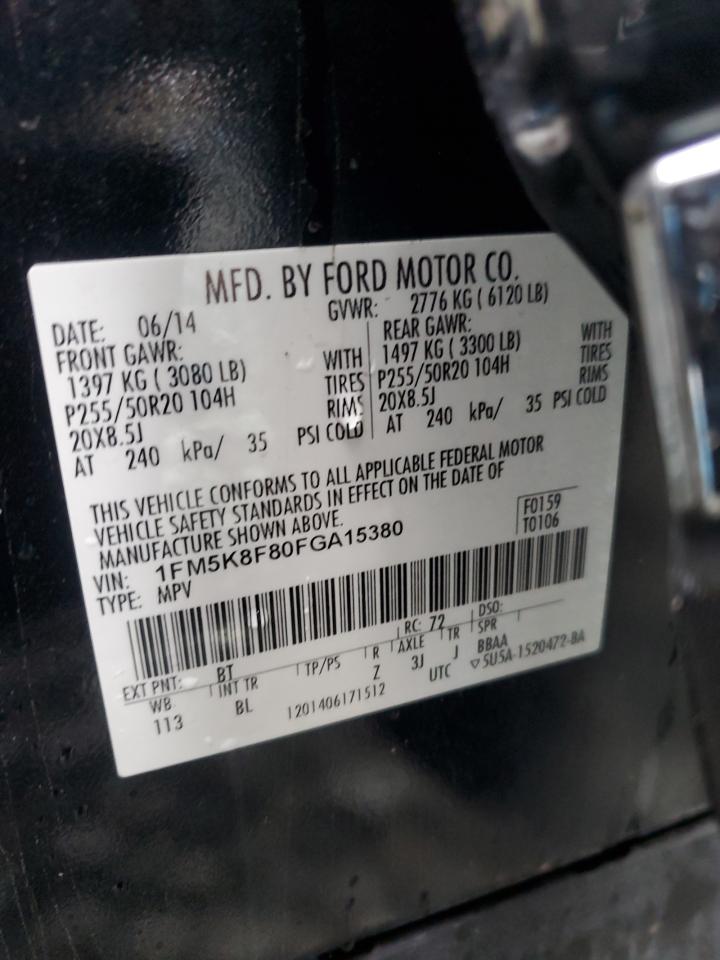 MFD. BY FORD MOTOR CO.
DATE: 06/14 GVWR: 2776 KG ( 6120 LB)
FRONT GAWR: REAR GAWR:
1397 KG ( 3080 LB) WITH 1497 KG ( 3300 LB) WITH
P255/50R20 104H TIRES P255/50R20 104H TIRES
20X8.5J RIMS 20X8.5J RIMS
AT 240 kPa/ 35 PSI COLD AT 240 kPa/ 35 PSI COLD
THIS VEHICLE CONFORMS TO ALL APPLICABLE FEDERAL MOTOR
VEHICLE SAFETY STANDARDS IN EFFECT ON THE DATE OF
MANUFACTURE SHOWN ABOVE.
F0159
VIN: 1FM5K8F80FGA15380
T0106
TYPE: MPV
EXT PNT: BT RC: 72 DSO:
WB INT TR TP/PS R AXLE TR SPR
113 BL Z 3J J BBAA
UTC ▽5U5A-1520472-BA
1201406171512